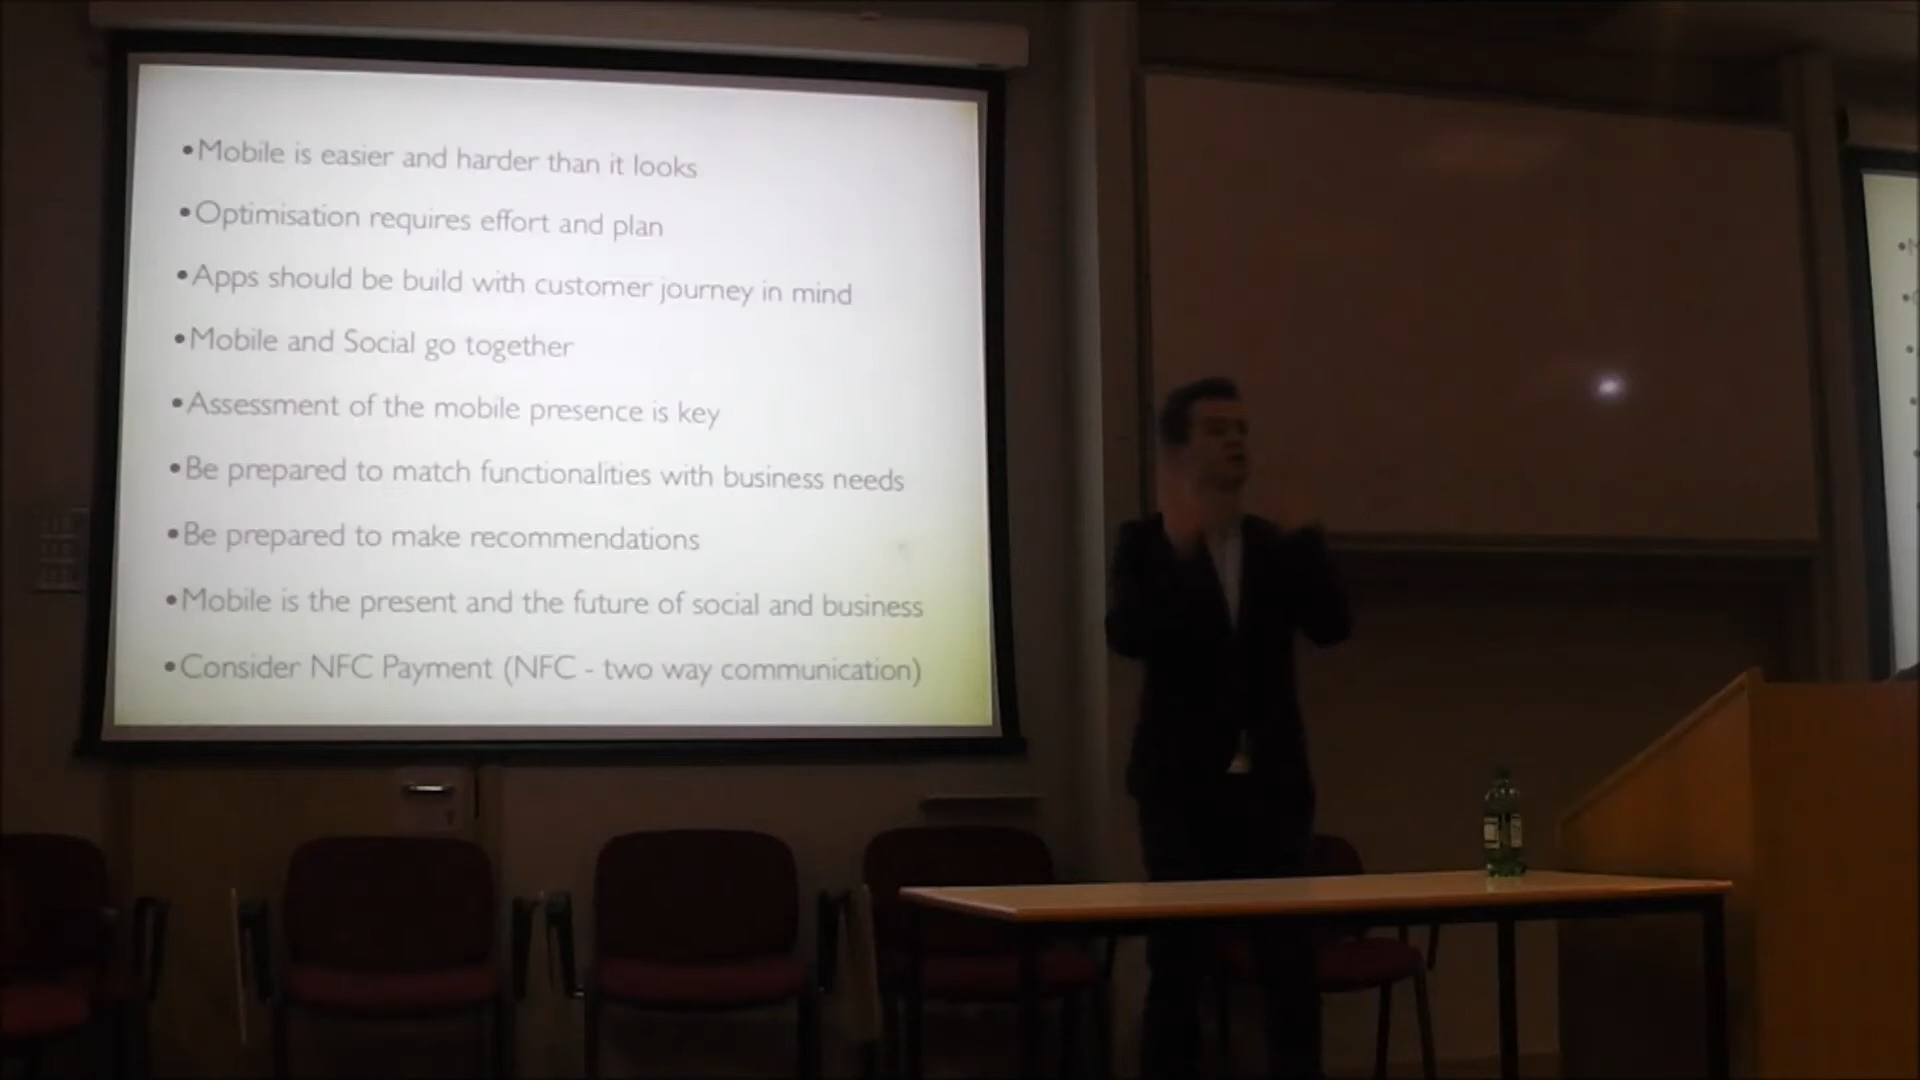 •Mobile is easier and harder than it looks
•Optimisation requires effort and plan
•Apps should be build with customer journey in mind
•Mobile and Social go together
•Assessment of the mobile presence is key
•Be prepared to match functionalities with business needs
•Be prepared to make recommendations
•Mobile is the present and the future of social and business
•Consider NFC Payment (NFC - two way communication)